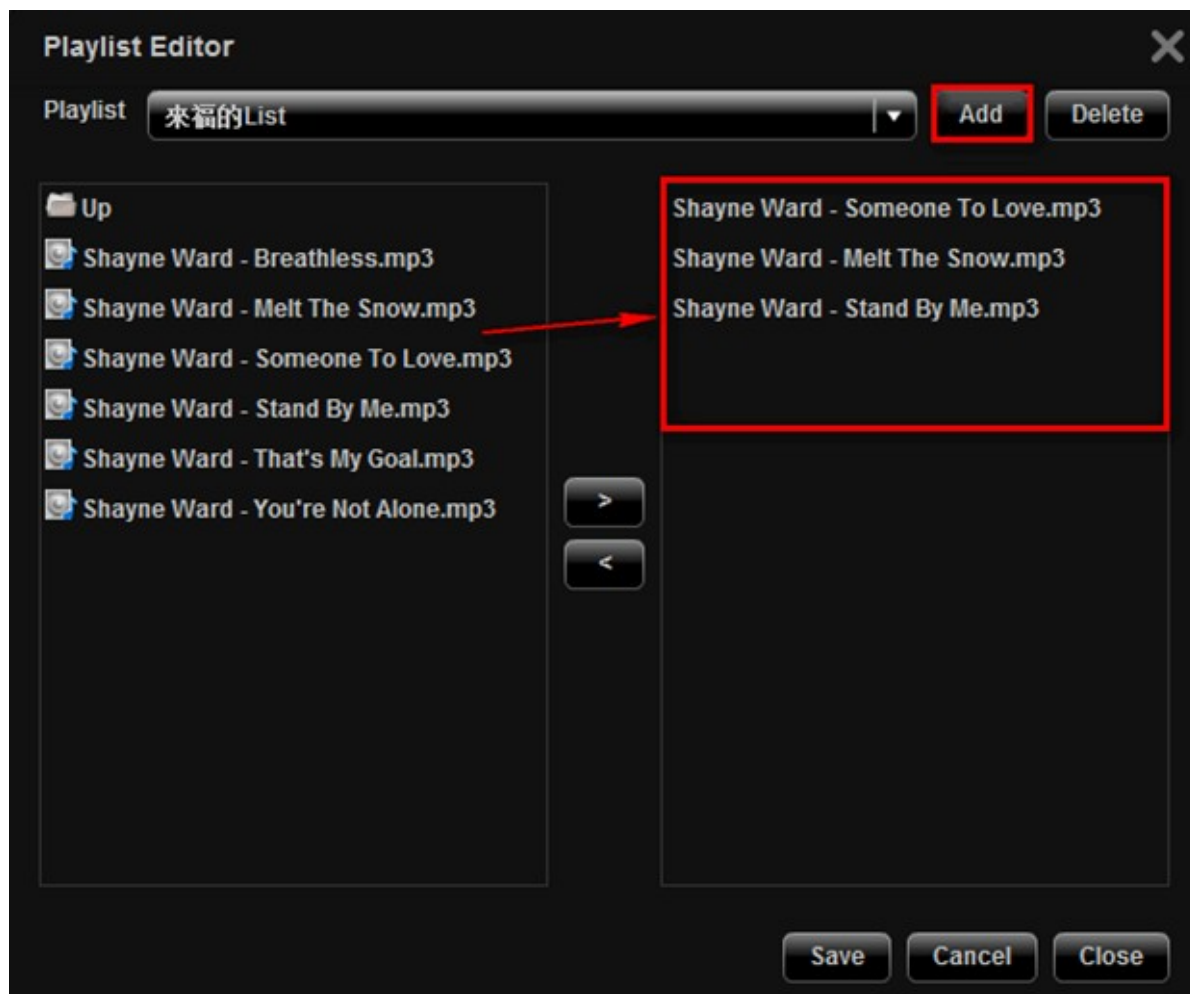 Playlist Editor
Playlist 來福的List Add Delete
Up
Shayne Ward - Breathless.mp3
Shayne Ward - Melt The Snow.mp3
Shayne Ward - Someone To Love.mp3
Shayne Ward - Stand By Me.mp3
Shayne Ward - That's My Goal.mp3
Shayne Ward - You're Not Alone.mp3
>
<
Shayne Ward - Someone To Love.mp3
Shayne Ward - Melt The Snow.mp3
Shayne Ward - Stand By Me.mp3
Save Cancel Close